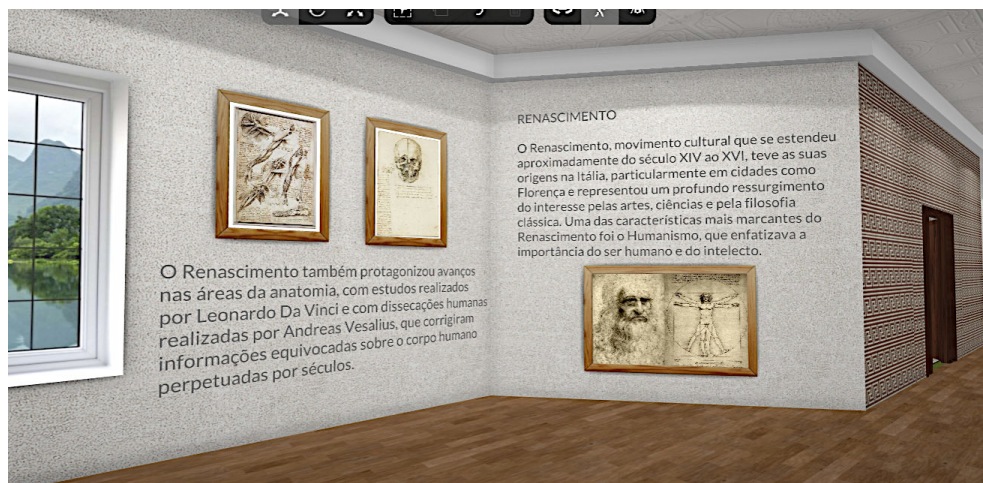 O Renascimento também protagonizou avanços
nas áreas da anatomia, com estudos realizados
por Leonardo Da Vinci e com dissecações humanas
realizadas por Andreas Vesalius, que corrigiram
informações equivocadas sobre o corpo humano
perpetuadas por séculos.
RENASCIMENTO
O Renascimento, movimento cultural que se estendeu
aproximadamente do século XIV ao XVI, teve as suas
origens na Itália, particularmente em cidades como
Florença e representou um profundo ressurgimento
do interesse pelas artes, ciências e pela filosofia
clássica. Uma das características mais marcantes do
Renascimento foi o Humanismo, que enfatizava a
importância do ser humano e do intelecto.